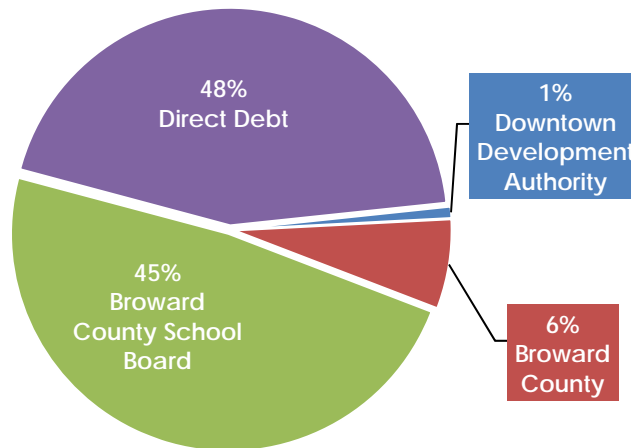 48%
Direct Debt
1%
Downtown
Development
Authority
45%
Broward
County School
Board
6%
Broward
County